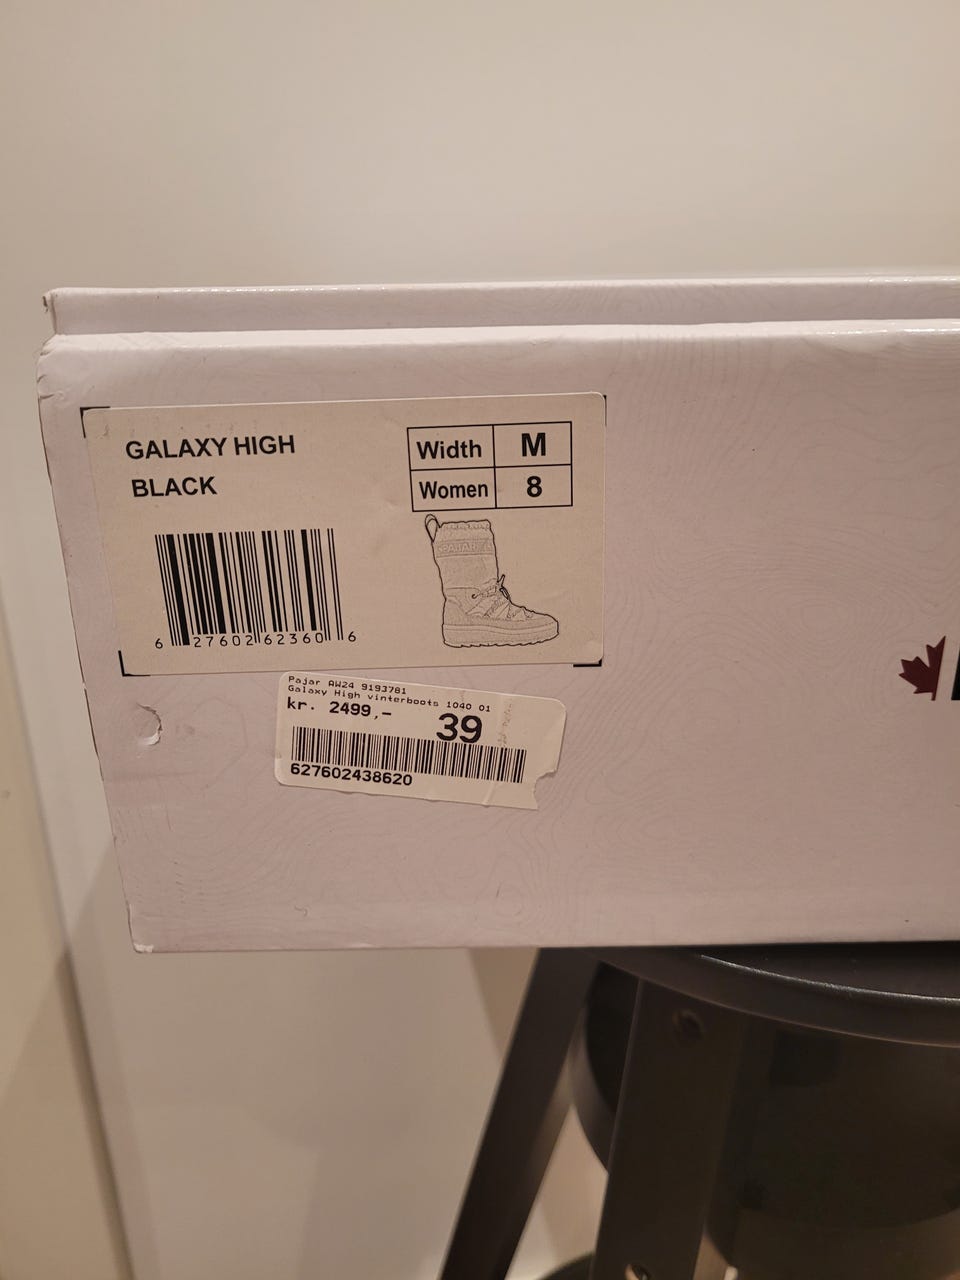 GALAXY HIGH
BLACK
Width M
Women 8
PAJAR
6 27602 62360 6
Pajar AW24 9193781
Galaxy High vinterboots 1040 01
kr. 2499,-
39
627602438620